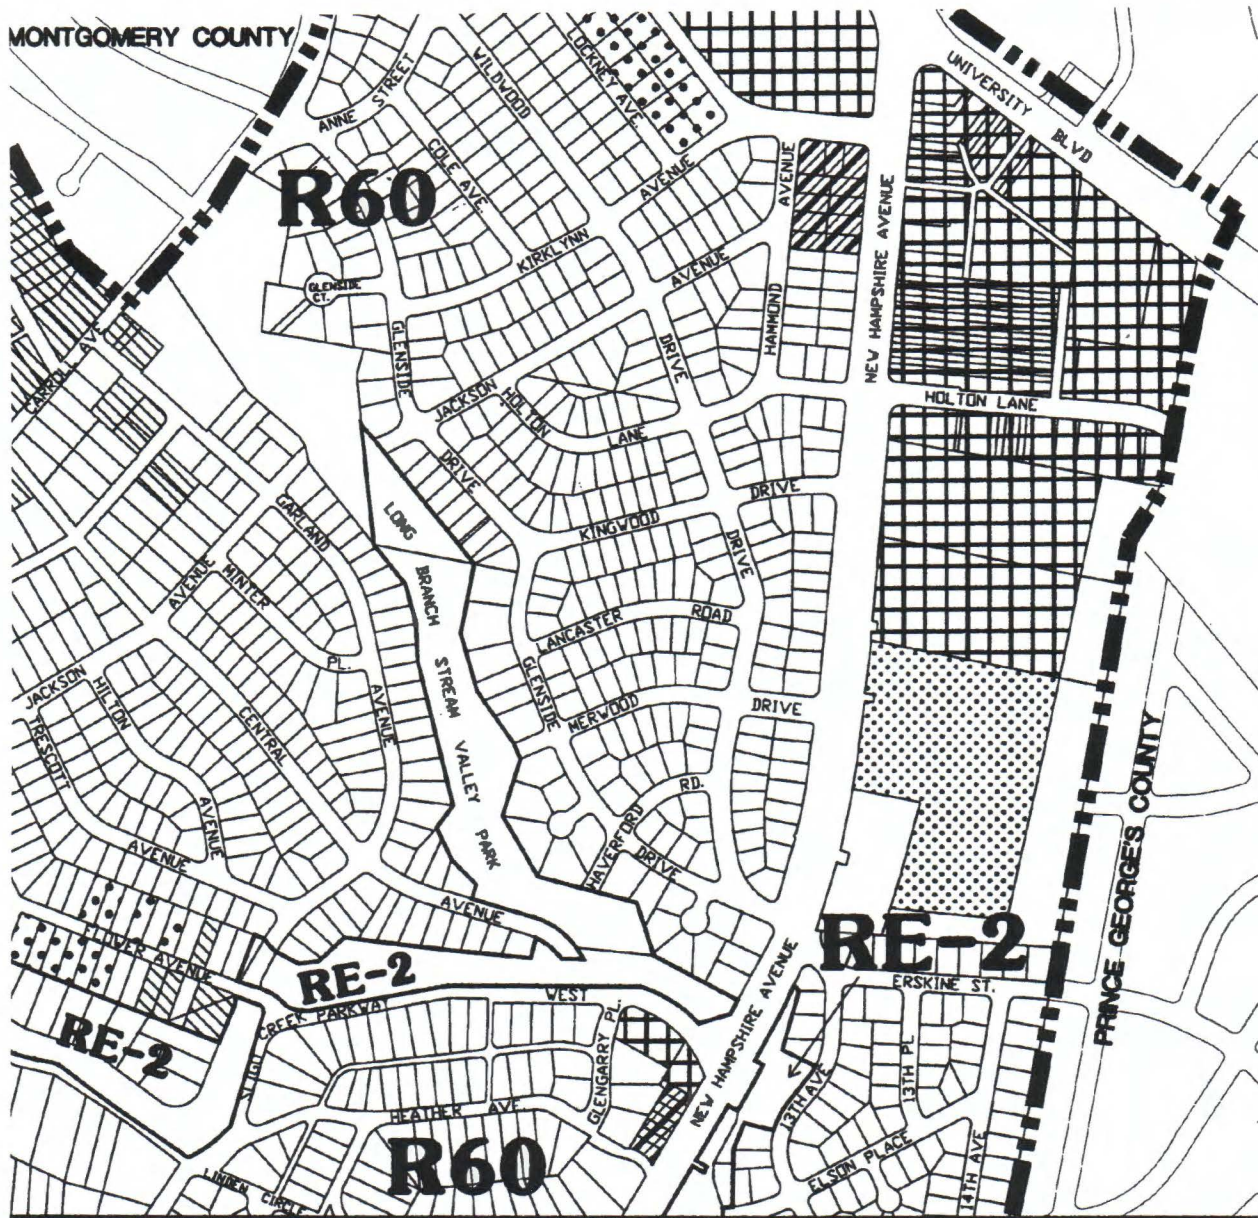 MONTGOMERY COUNTY
ANNE STREET
WILDWOOD
LOCKNEY AVE.
UNIVERSITY BLVD
COLE AVE.
R60
AVENUE
AVENUE
NEW HAMPSHIRE AVENUE
KIRKLYNN
AVENUE
GLENSIDE
CT.
HAMMOND
CARROLL AVE
GLENSIDE
DRIVE
JACKSON
HOLTON
LANE
HOLTON LANE
DRIVE
DRIVE
KINGWOOD
DRIVE
LONG
GARLAND
AVENUE
MINTER
BRANCH
LANCASTER
ROAD
PL.
STREAM
GLENSIDE
MERWOOD
DRIVE
JACKSON
HILTON
CENTRAL
AVENUE
TRESCOTT
VALLEY
PRINCE GEORGE'S COUNTY
AVENUE
AVENUE
PARK
HAVERFORD
RD.
DRIVE
AVENUE
FLOWER AVENUE
RE-2
RE-2
ERSKINE ST.
WEST
CREEK PARKWAY
SLIGO
RE-2
GLENGARRY PL.
NEW HAMPSHIRE AVENUE
NEW HAMPSHIRE AVENUE
13TH AVE
13TH PL
HEATHER AVE.
R60
ELSON PLACE
14TH AVE
LINDEN CIRCLE